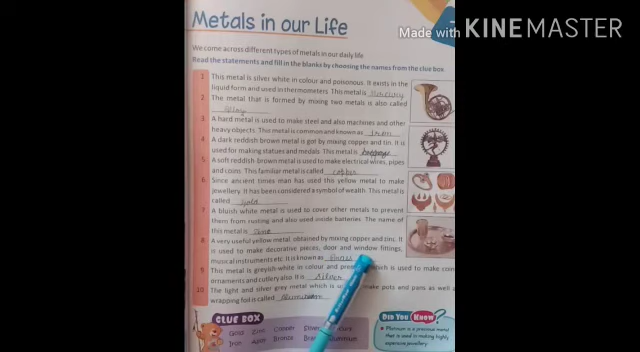 Metals in our Life
Made with KINEMASTER
We come across different types of metals in our daily life
Read the statements and fill in the blanks by choosing the names from the clue box.
1 This metal is silver white in colour and poisonous. It exists in the
liquid form and used in thermometers. This metal is Mercury
2 The metal that is formed by mixing two metals is also called
Alloy
3 A hard metal is used to make steel and also machines and other
heavy objects. This metal is common and known as Iron
4 A dark reddish brown metal is got by mixing copper and tin. It is
used for making statues and medals. This metal is
5 A soft reddish-brown metal is used to make electrical wires, pipes
and coins. This familiar metal is called copper
6 Since ancient times man has used this yellow metal to make
jewellery. It has been considered a symbol of wealth. This metal is
called Gold
7 A bluish white metal is used to cover other metals to prevent
them from rusting and also used inside batteries. The name of
this metal is Zinc
8 A very useful yellow metal obtained by mixing copper and zinc. It
is used to make decorative pieces, door and window fittings,
musical instruments etc. It is known as Brass
9 This metal is greyish white in colour and which is used to make coin
ornaments and cutlery also. It is Silver
10 The light and silver grey metal which is make pots and pans as well a
wrapping foil is called Aluminium
CLUE BOX
Gold Zinc Copper Silver
Iron Alloy Bronze Aluminium
DID YOU KNOW?
Platinum is a precious metal
that is used in making highly
expensive jewellery